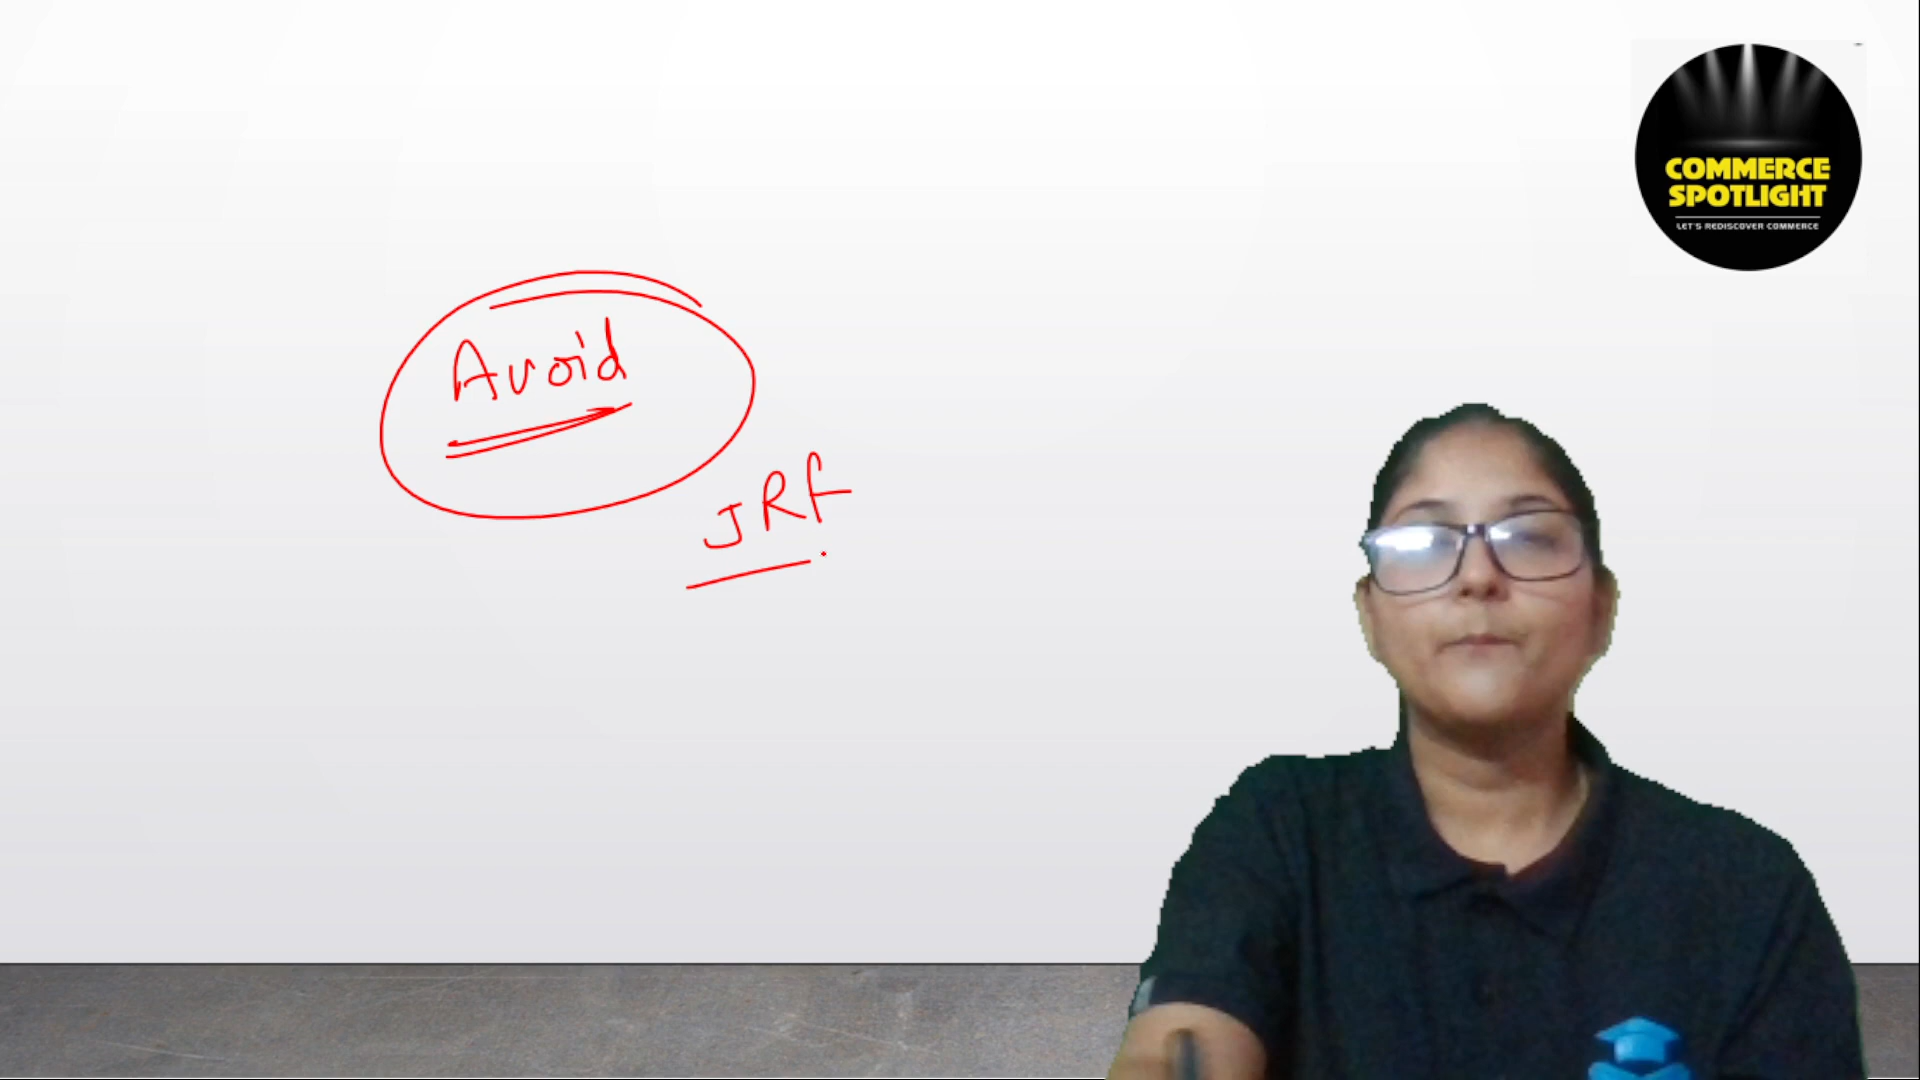 COMMERCE
SPOTLIGHT
LET'S REDISCOVER COMMERCE
Avoid
JRf